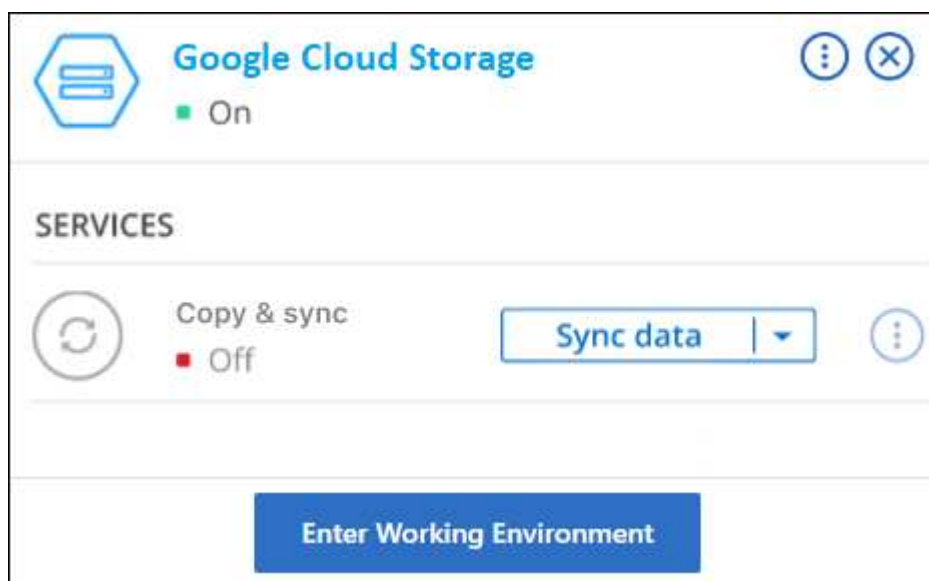 Google Cloud Storage
On
SERVICES
Copy & sync
Off
Sync data
Enter Working Environment